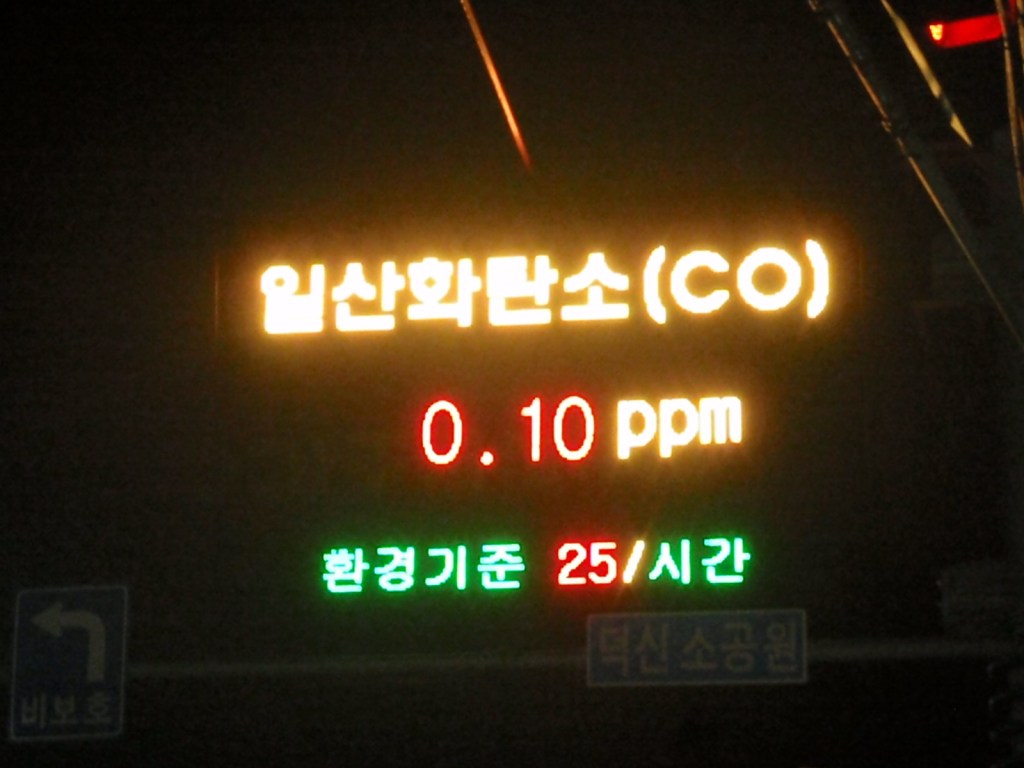 일산화탄소(CO)
0.10 ppm
환경기준 25/시간
덕신소공원
비보호